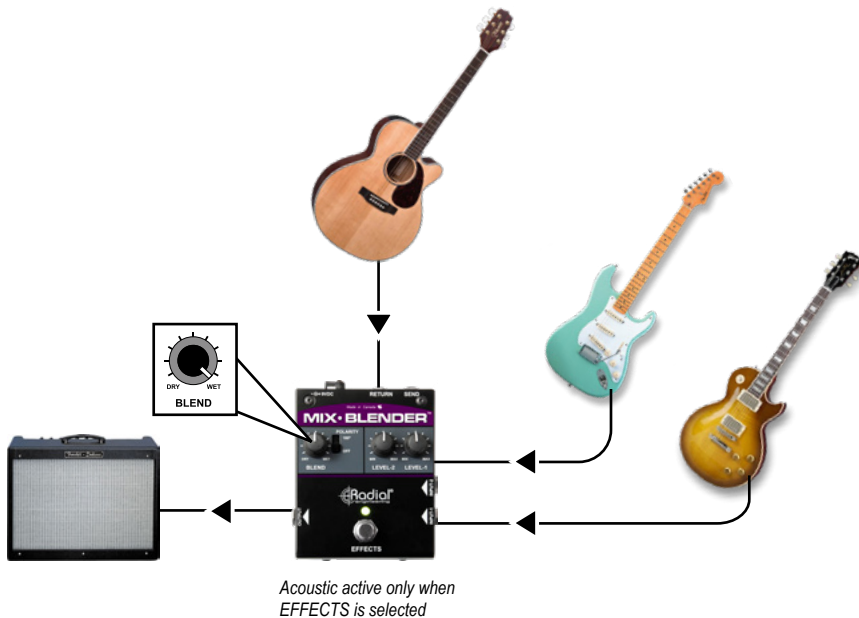 DRY WET
BLEND
RETURN SEND
MIX•BLENDER™
POLARITY
BLEND LEVEL-2 LEVEL-1
Radial
EFFECTS
Acoustic active only when
EFFECTS is selected